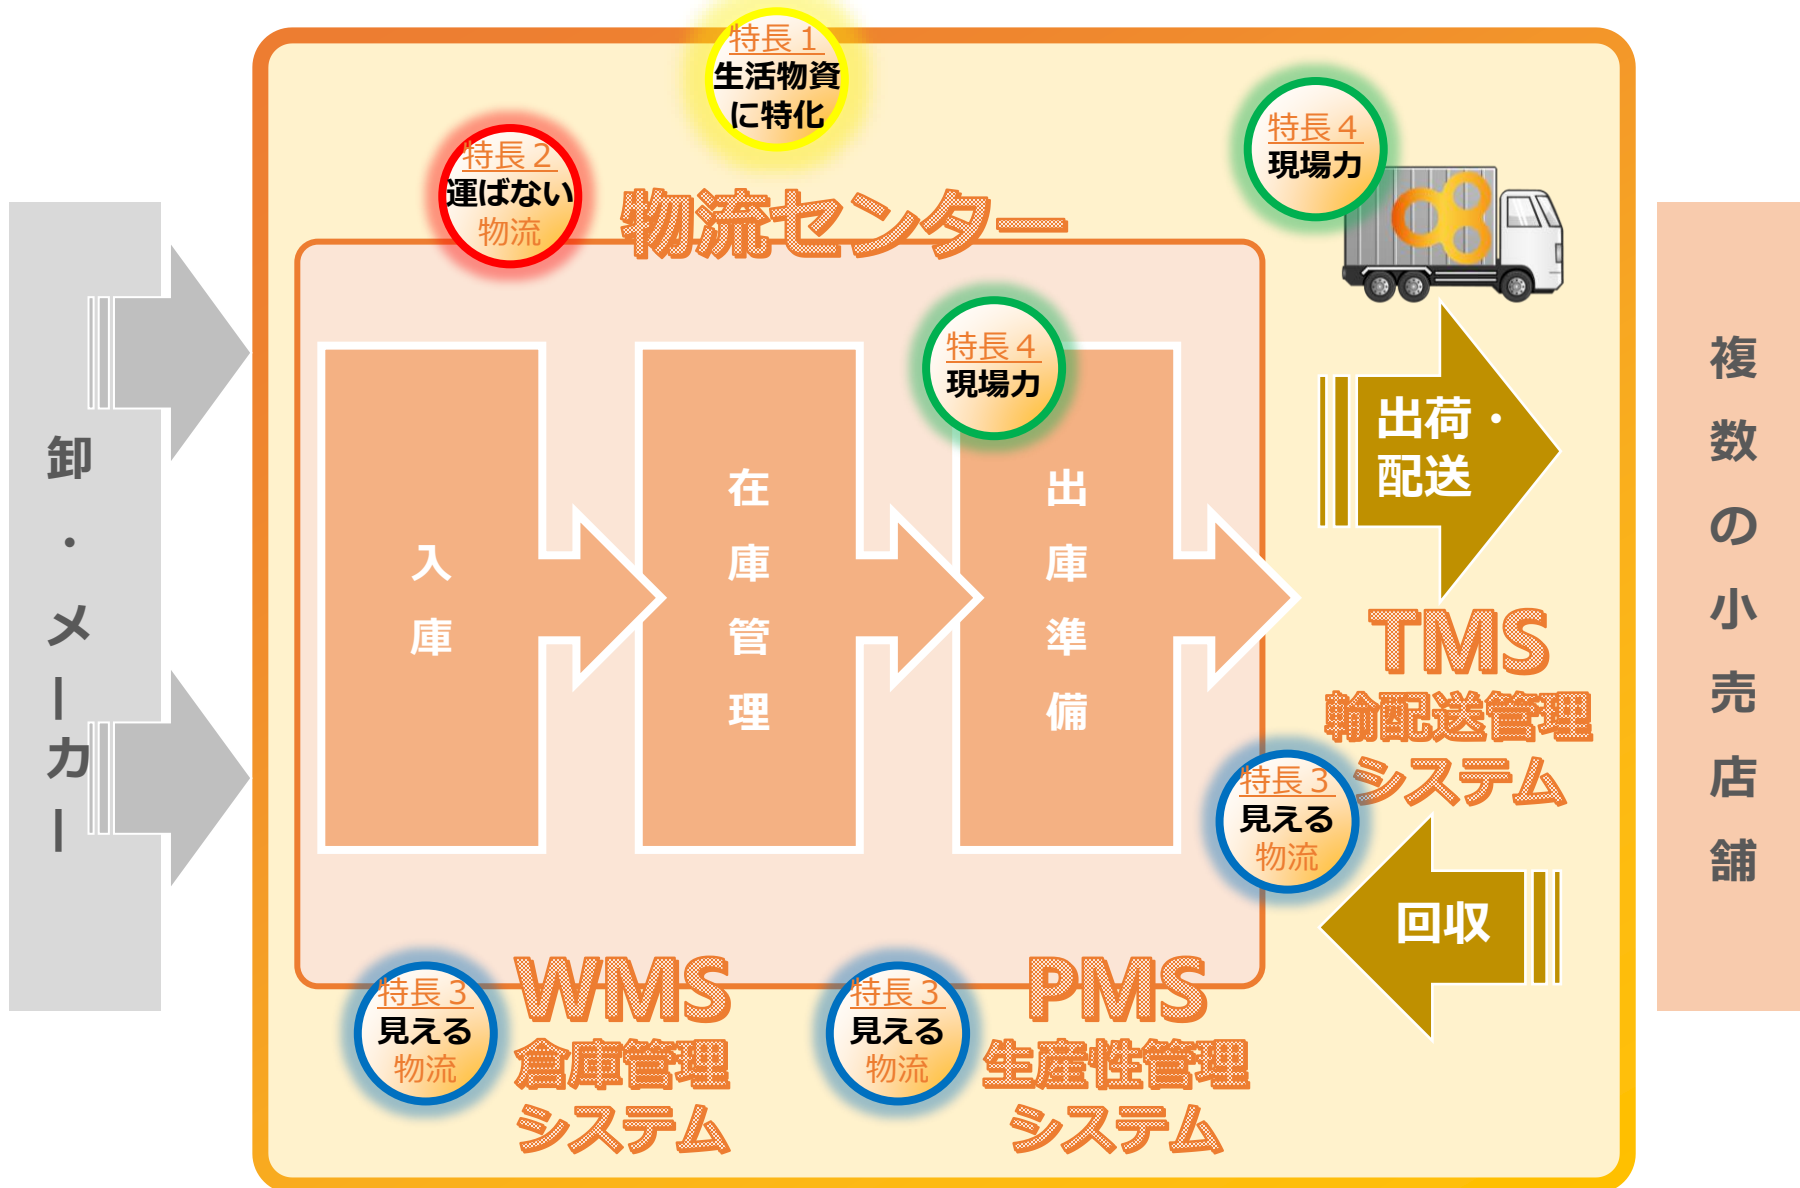 特長１
生活物資
に特化
特長２
運ばない
物流
特長４
現場力
物流センター
特長４
現場力
卸・メーカー
入庫
在庫管理
出庫準備
出荷・
配送
TMS
輸配送管理
システム
特長３
見える
物流
回収
複数の小売店舗
特長３
見える
物流
WMS
倉庫管理
システム
特長３
見える
物流
PMS
生産性管理
システム